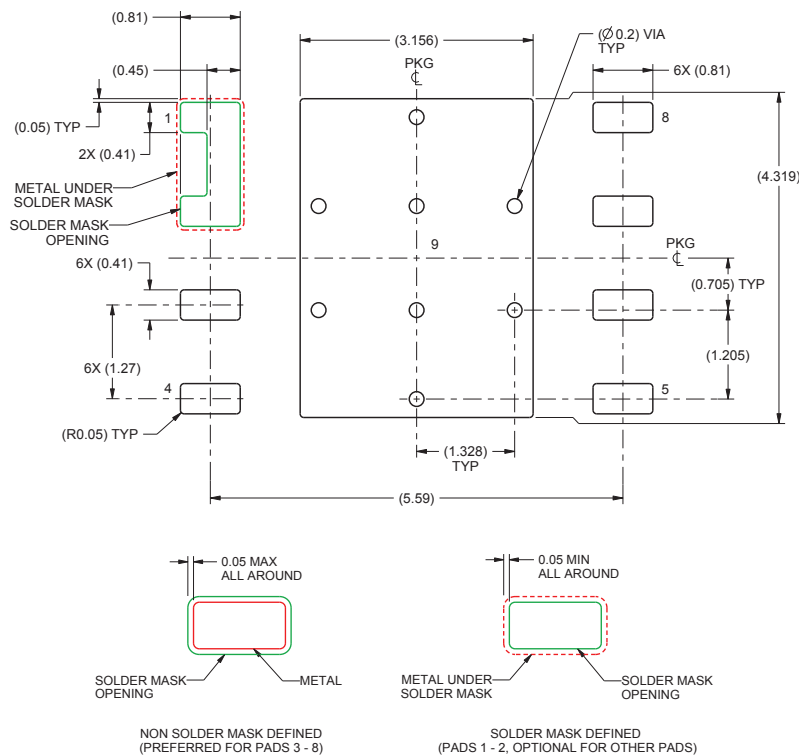 (0.81)
(0.45)
(0.05) TYP
1
2X (0.41)
METAL UNDER
SOLDER MASK
SOLDER MASK
OPENING
6X (0.41)
6X (1.27)
4
(R0.05) TYP
(3.156)
PKG
℄
(Ø0.2) VIA
TYP
6X (0.81)
8
(4.319)
9
PKG
℄
(0.705) TYP
(1.205)
5
(1.328)
TYP
(5.59)
0.05 MAX
ALL AROUND
SOLDER MASK
OPENING
METAL
NON SOLDER MASK DEFINED
(PREFERRED FOR PADS 3 - 8)
0.05 MIN
ALL AROUND
METAL UNDER
SOLDER MASK
SOLDER MASK
OPENING
SOLDER MASK DEFINED
(PADS 1 - 2, OPTIONAL FOR OTHER PADS)